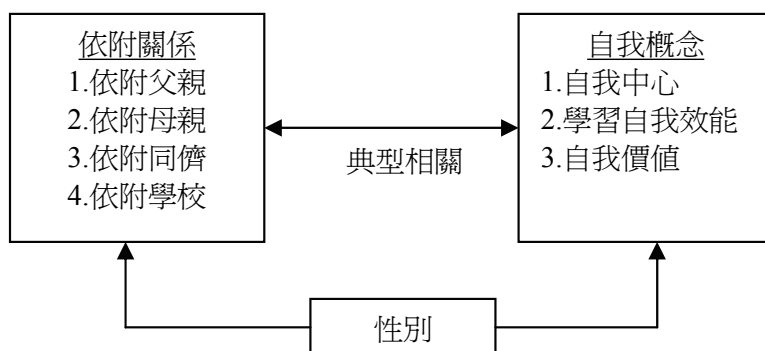 依附關係
1.依附父親
2.依附母親
3.依附同儕
4.依附學校
典型相關
自我概念
1.自我中心
2.學習自我效能
3.自我價值
性別